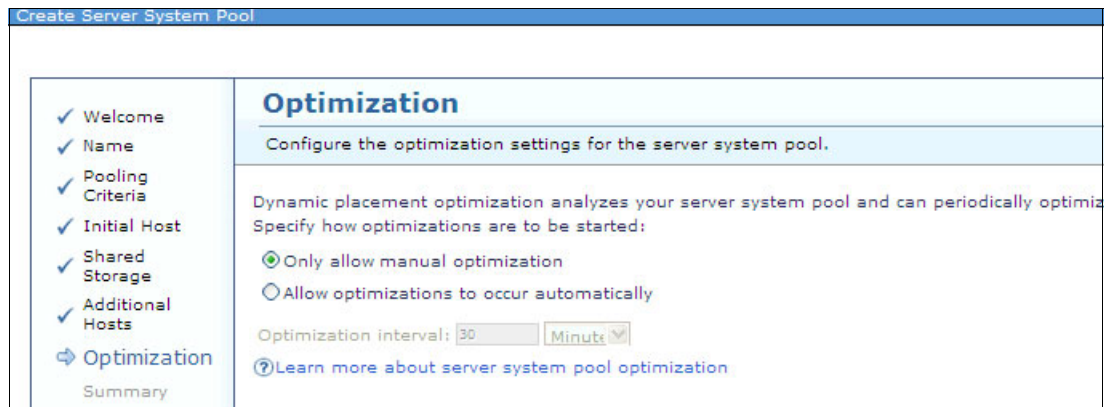 Create Server System Pool
Welcome
Name
Pooling
Criteria
Initial Host
Shared
Storage
Additional
Hosts
Optimization
Summary
Optimization
Configure the optimization settings for the server system pool.
Dynamic placement optimization analyzes your server system pool and can periodically optimiz
Specify how optimizations are to be started:
Only allow manual optimization
Allow optimizations to occur automatically
Optimization interval: 30 Minute
Learn more about server system pool optimization